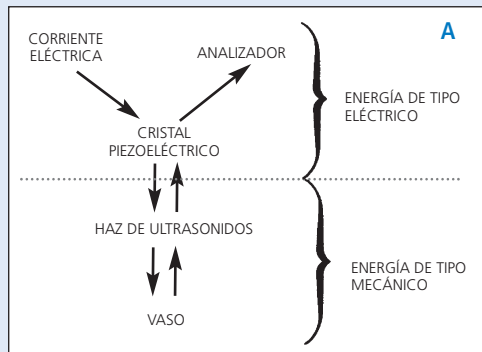 A
CORRIENTE
ELÉCTRICA
ANALIZADOR
ENERGÍA DE TIPO
ELÉCTRICO
CRISTAL
PIEZOELÉCTRICO
HAZ DE ULTRASONIDOS
ENERGÍA DE TIPO
MECÁNICO
VASO